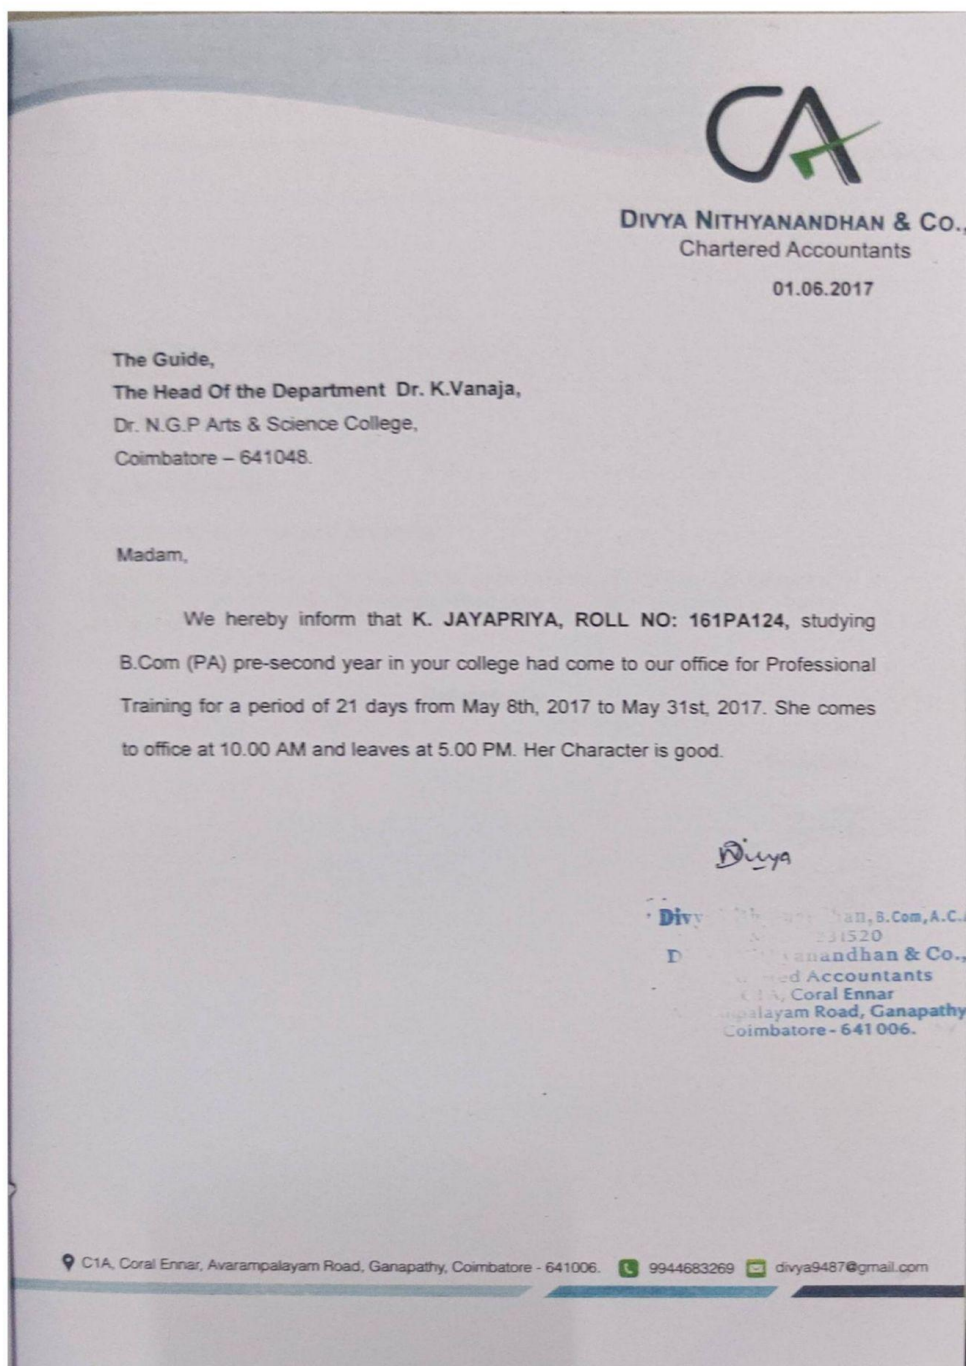 CA
DIVYA NITHYANANDHAN & CO.,
Chartered Accountants
01.06.2017
The Guide,
The Head Of the Department Dr. K.Vanaja,
Dr. N.G.P Arts & Science College,
Coimbatore – 641048.
Madam,
We hereby inform that K. JAYAPRIYA, ROLL NO: 161PA124, studying
B.Com (PA) pre-second year in your college had come to our office for Professional
Training for a period of 21 days from May 8th, 2017 to May 31st, 2017. She comes
to office at 10.00 AM and leaves at 5.00 PM. Her Character is good.
Divya
B.Com, A.C.A
231520
& Co.,
Accountants
Coral Ennar
Road, Ganapathy
Coimbatore - 641 006.
C1A, Coral Ennar, Avarampalayam Road, Ganapathy, Coimbatore - 641006. 9944683269 divya9487@gmail.com